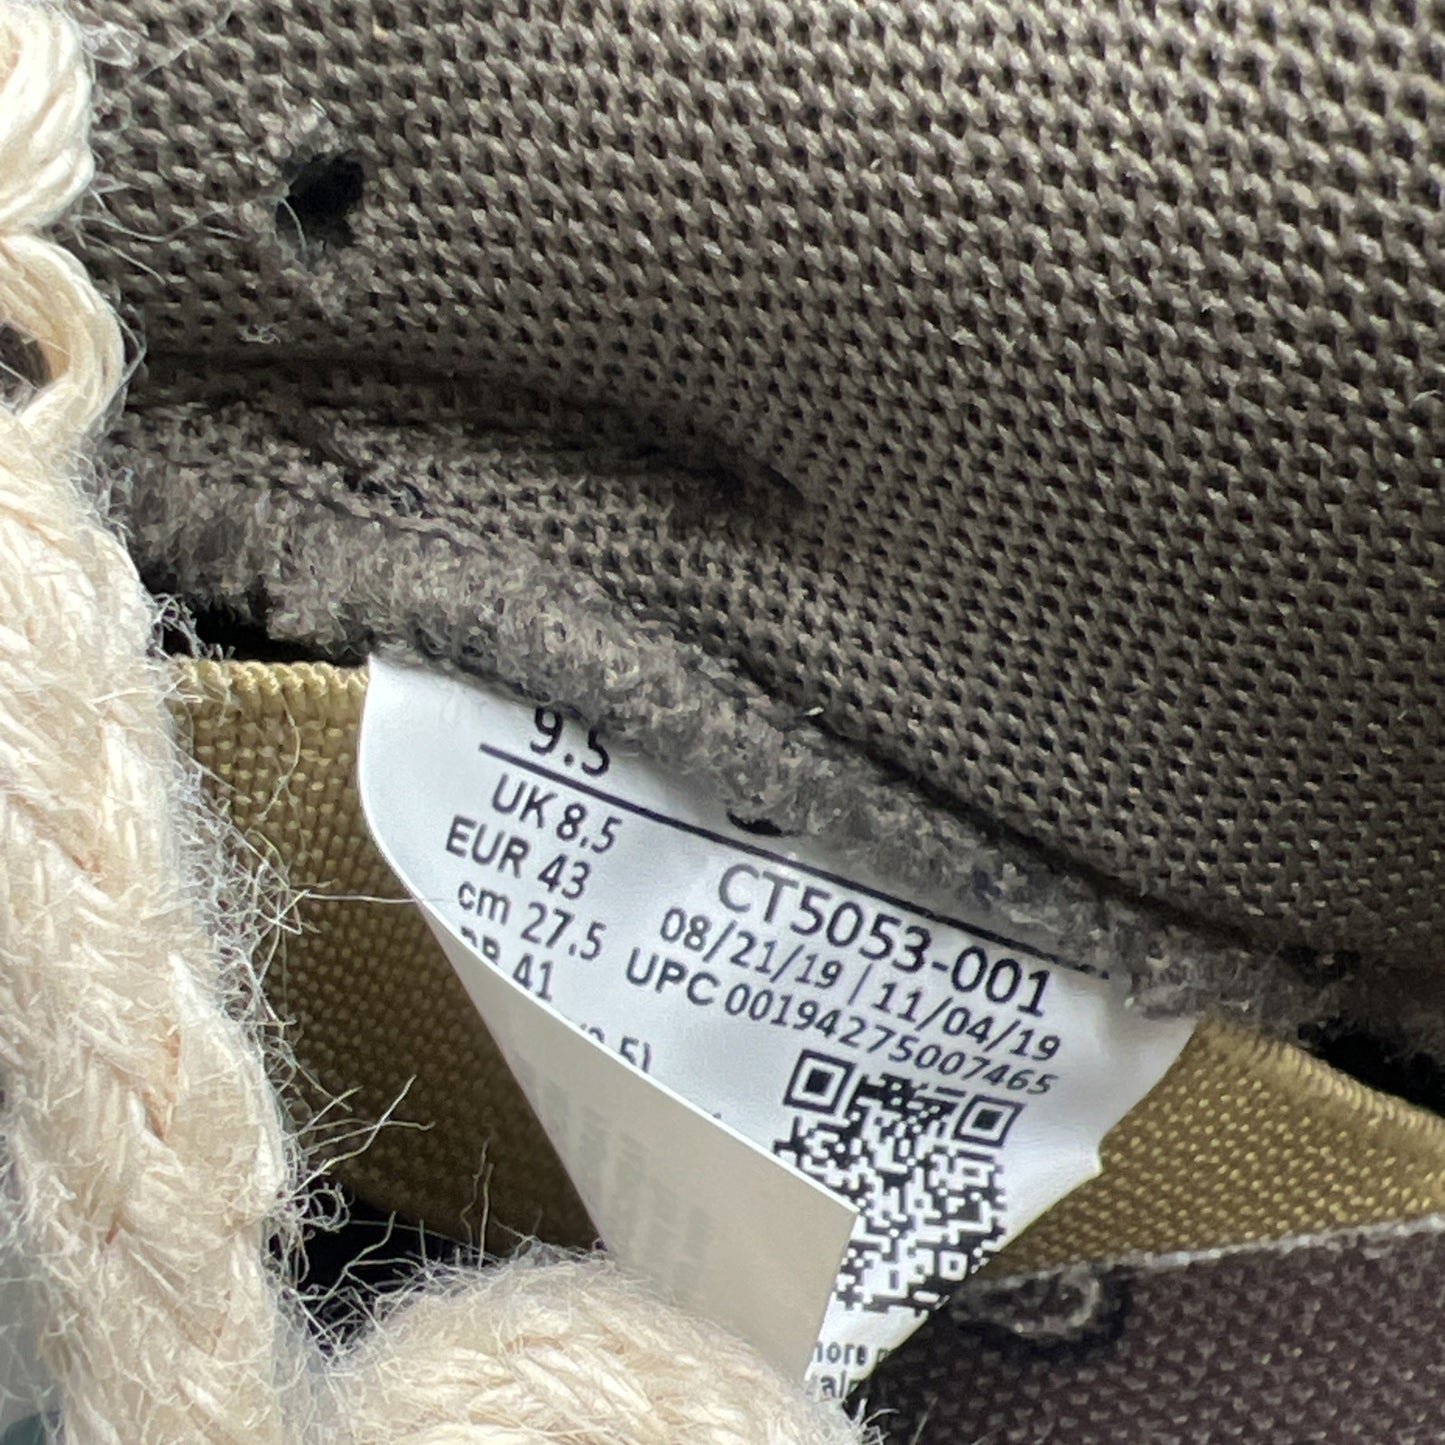 9.5
UK 8.5
EUR 43
cm 27.5
41
CT5053-001
08/21/19 | 11/04/19
UPC 00194275007465